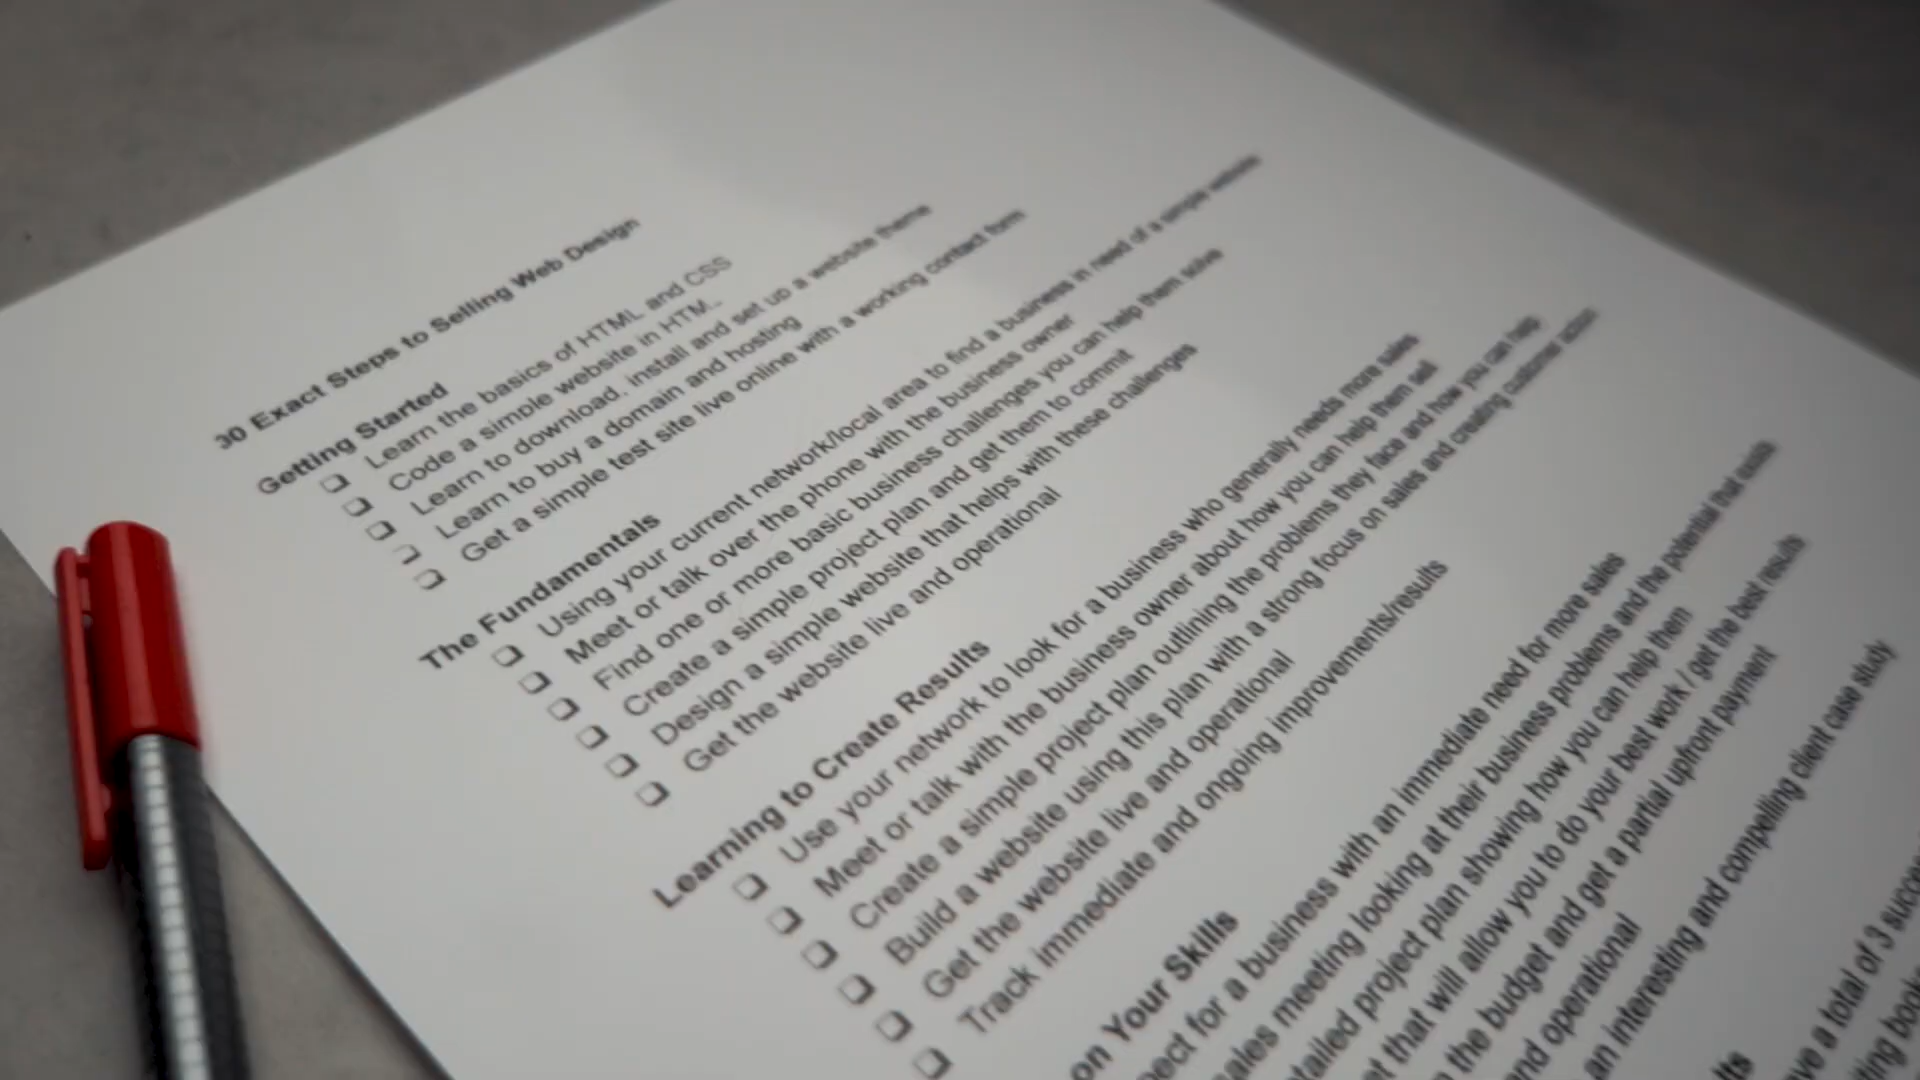 30 Exact Steps to Selling Web Design
Getting Started
Learn the basics of HTML and CSS
Code a simple website in HTML
Learn to download, install and set up a website theme
Learn to buy a domain and hosting
Get a simple test site live online with a working contact form
The Fundamentals
Using your current network/local area to find a business in need of a simple website
Meet or talk over the phone with the business owner
Find one or more basic business challenges you can help them solve
Create a simple project plan and get them to commit
Design a simple website that helps with these challenges
Get the website live and operational
Learning to Create Results
Use your network to look for a business who generally needs more sales
Meet or talk with the business owner about how you can help them sell
Create a simple project plan outlining the problems they face and how you can help
Build a website using this plan with a strong focus on sales and creating customer action
Get the website live and operational
Track immediate and ongoing improvements/results
on Your Skills
pect for a business with an immediate need for more sales
sales meeting looking at their business problems and the potential that exists
tailed project plan showing how you can help them
et that will allow you to do your best work / get the best results
n the budget and get a partial upfront payment
nd operational
an interesting and compelling client case study
lts
ve a total of 3 succes